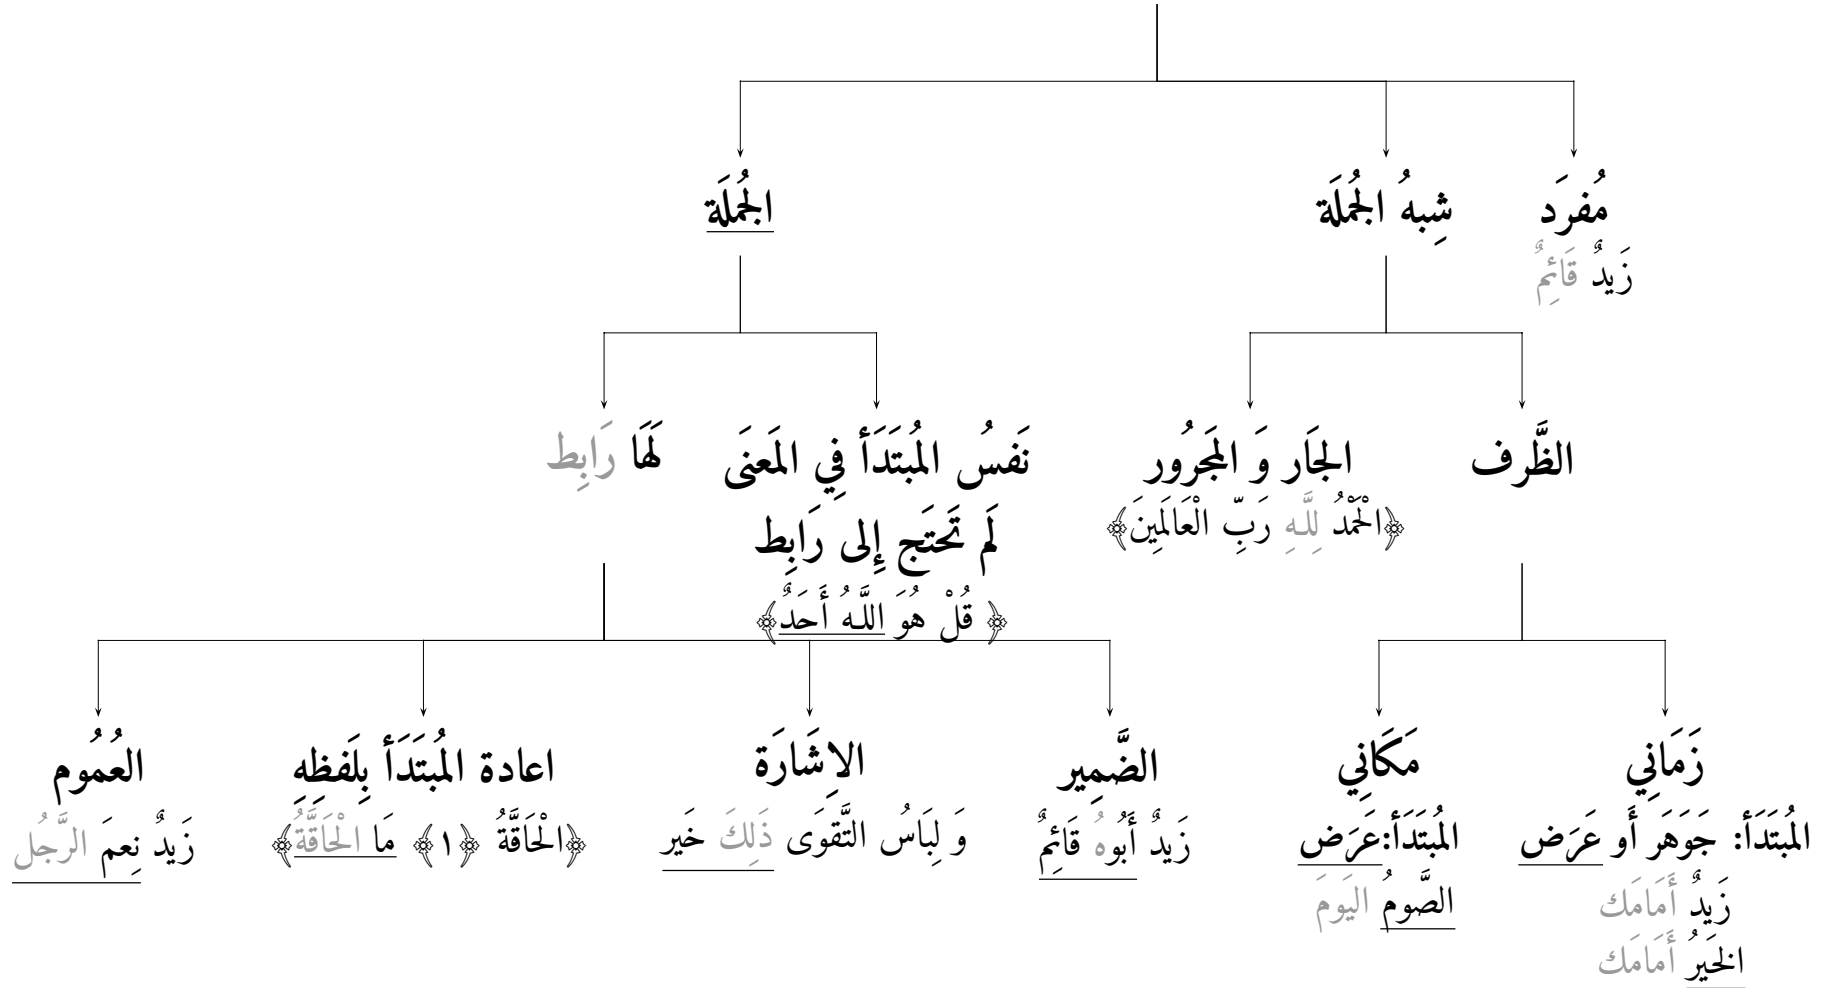 مُفرَد
زَيدٌ قَائِمٌ
شِبهُ الجُملَة
الجُملَة
الظَّرف
الجَار وَ المَجرُور
﴿الْحَمْدُ لِلَّـهِ رَبِّ الْعَالَمِينَ﴾
نَفسُ المُبتَدَأ فِي المَعنَى
لَم تَحتَج إِلى رَابِط
﴿ قُلْ هُوَ اللَّـهُ أَحَدٌ﴾
لَهَا رَابِط
زَمَانِي
المُبتَدَأ: جَوَهَر أَو عَرَض
زَيدٌ أَمَامَك
الخَيرُ أَمَامَك
مَكَانِي
المُبتَدَأ:عَرَض
الصَّومُ اليَومَ
الضَّمِير
زَيدٌ أَبُوهُ قَائِمٌ
الاِشَارَة
وَ لِبَاسُ التَّقوَى ذَلِكَ خَير
اعادة المُبتَدَأ بِلَفظِهِ
﴿الْحَاقَّةُ ﴿١﴾ مَا الْحَاقَّةُ﴾
العُمُوم
زَيدٌ نِعمَ الرَّجُل